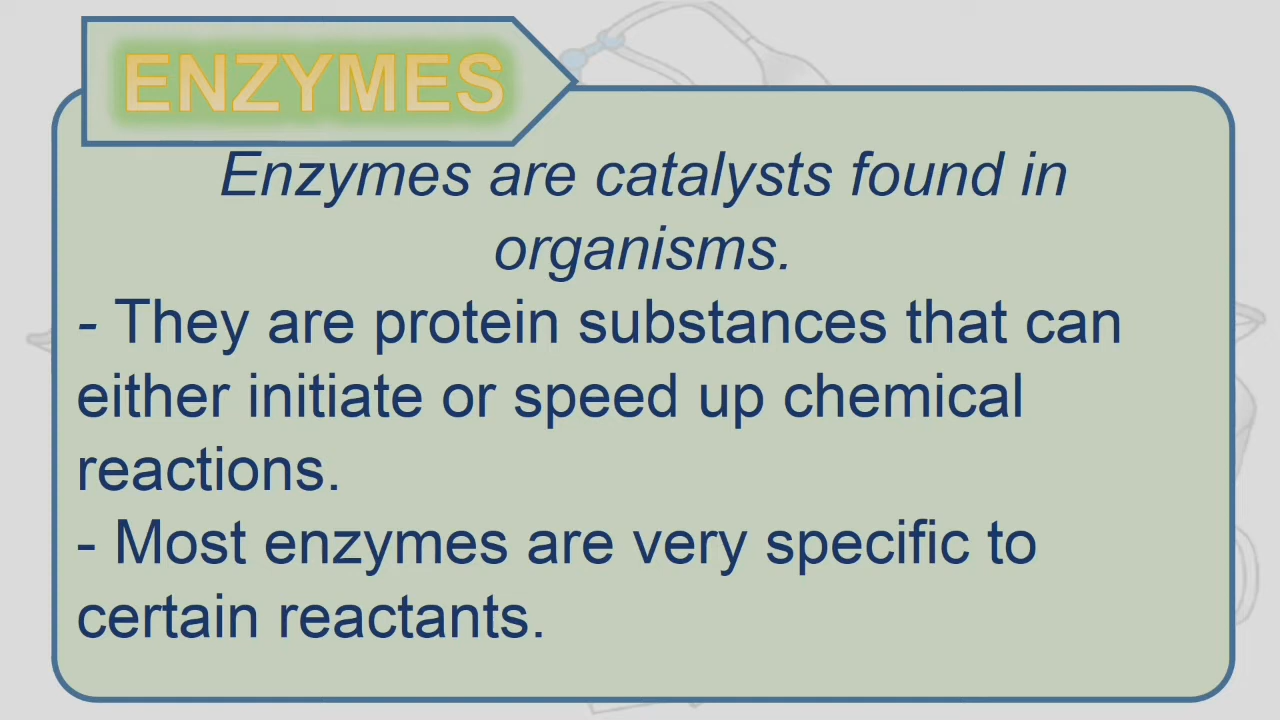 ENZYMES
Enzymes are catalysts found in
organisms.
- They are protein substances that can
either initiate or speed up chemical
reactions.
- Most enzymes are very specific to
certain reactants.